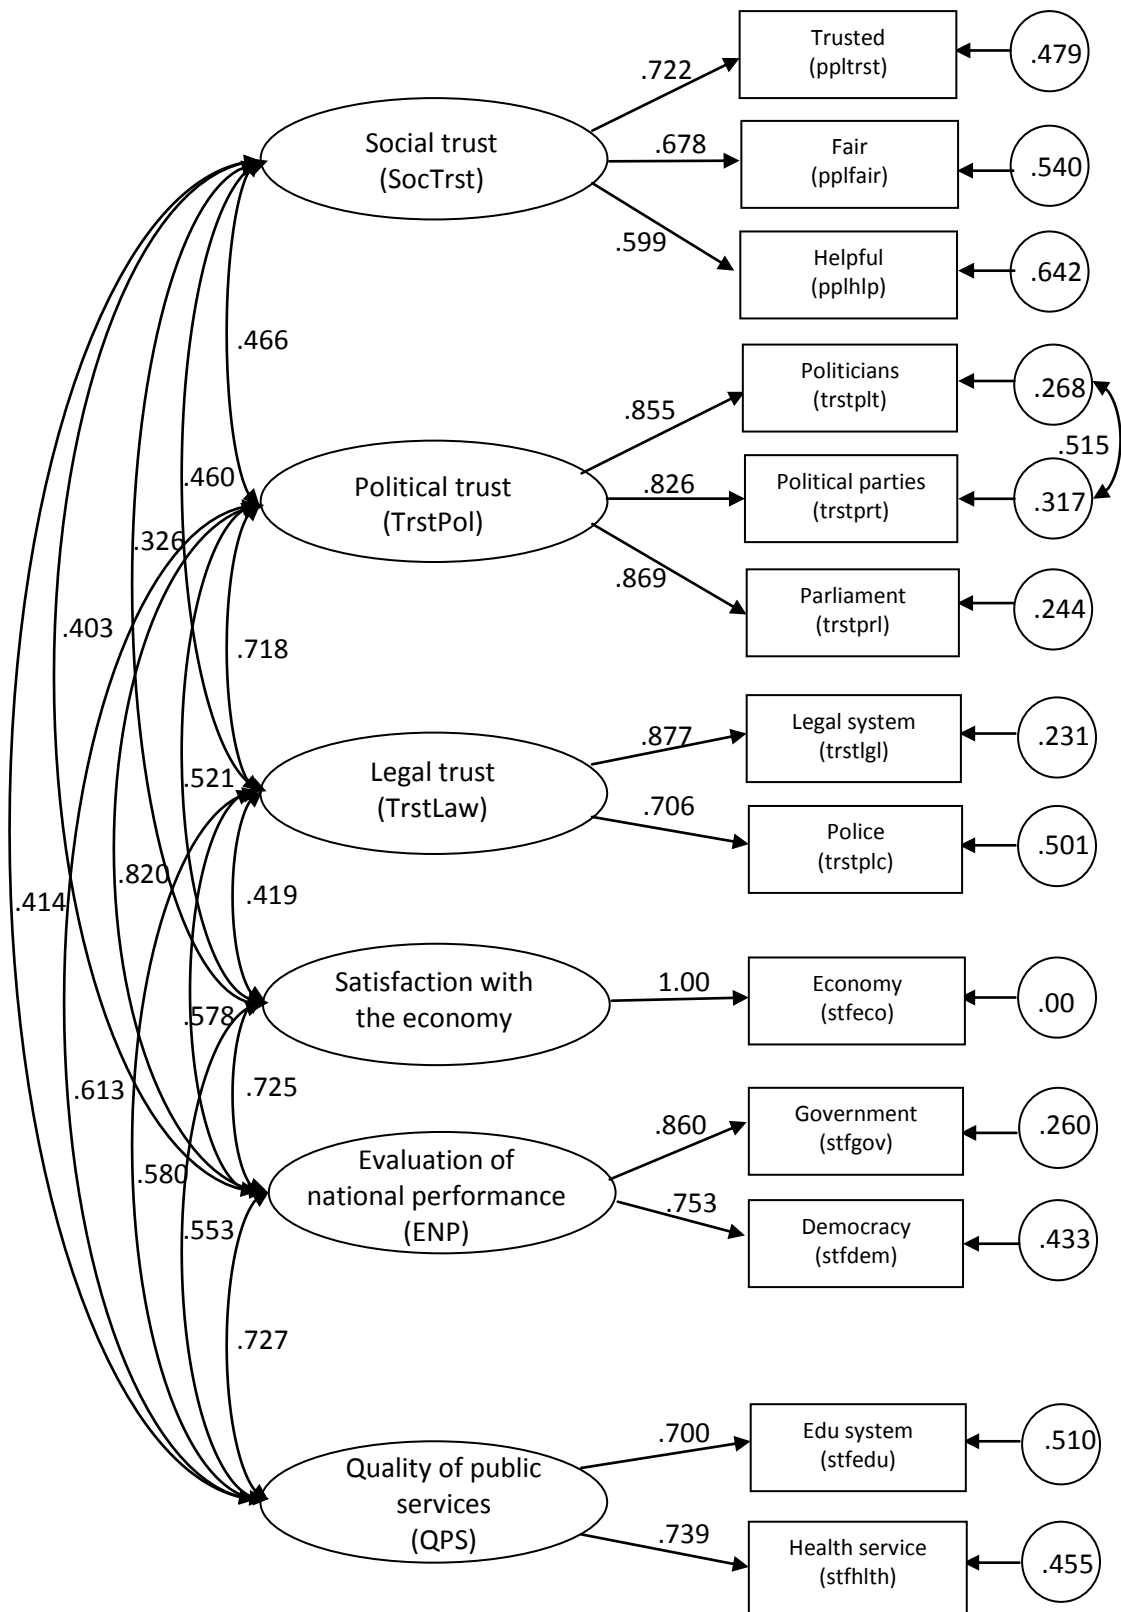 Trusted
(ppltrst)
.479
.722
Social trust
(SocTrst)
.678
Fair
(pplfair)
.540
.599
Helpful
(pplhlp)
.642
.466
Politicians
(trstplt)
.268
.855
.515
.460
Political trust
(TrstPol)
.826
Political parties
(trstprt)
.317
.326
.869
Parliament
(trstprl)
.244
.403
.718
Legal system
(trstlgl)
.231
.877
Legal trust
(TrstLaw)
.521
.706
Police
(trstplc)
.501
.820
.414
.419
Satisfaction with
the economy
1.00
Economy
(stfeco)
.00
.578
.613
.725
.860
Government
(stfgov)
.260
Evaluation of
national performance
(ENP)
.580
.553
.753
Democracy
(stfdem)
.433
.727
.700
Edu system
(stfedu)
.510
Quality of public
services
(QPS)
.739
Health service
(stfhlth)
.455